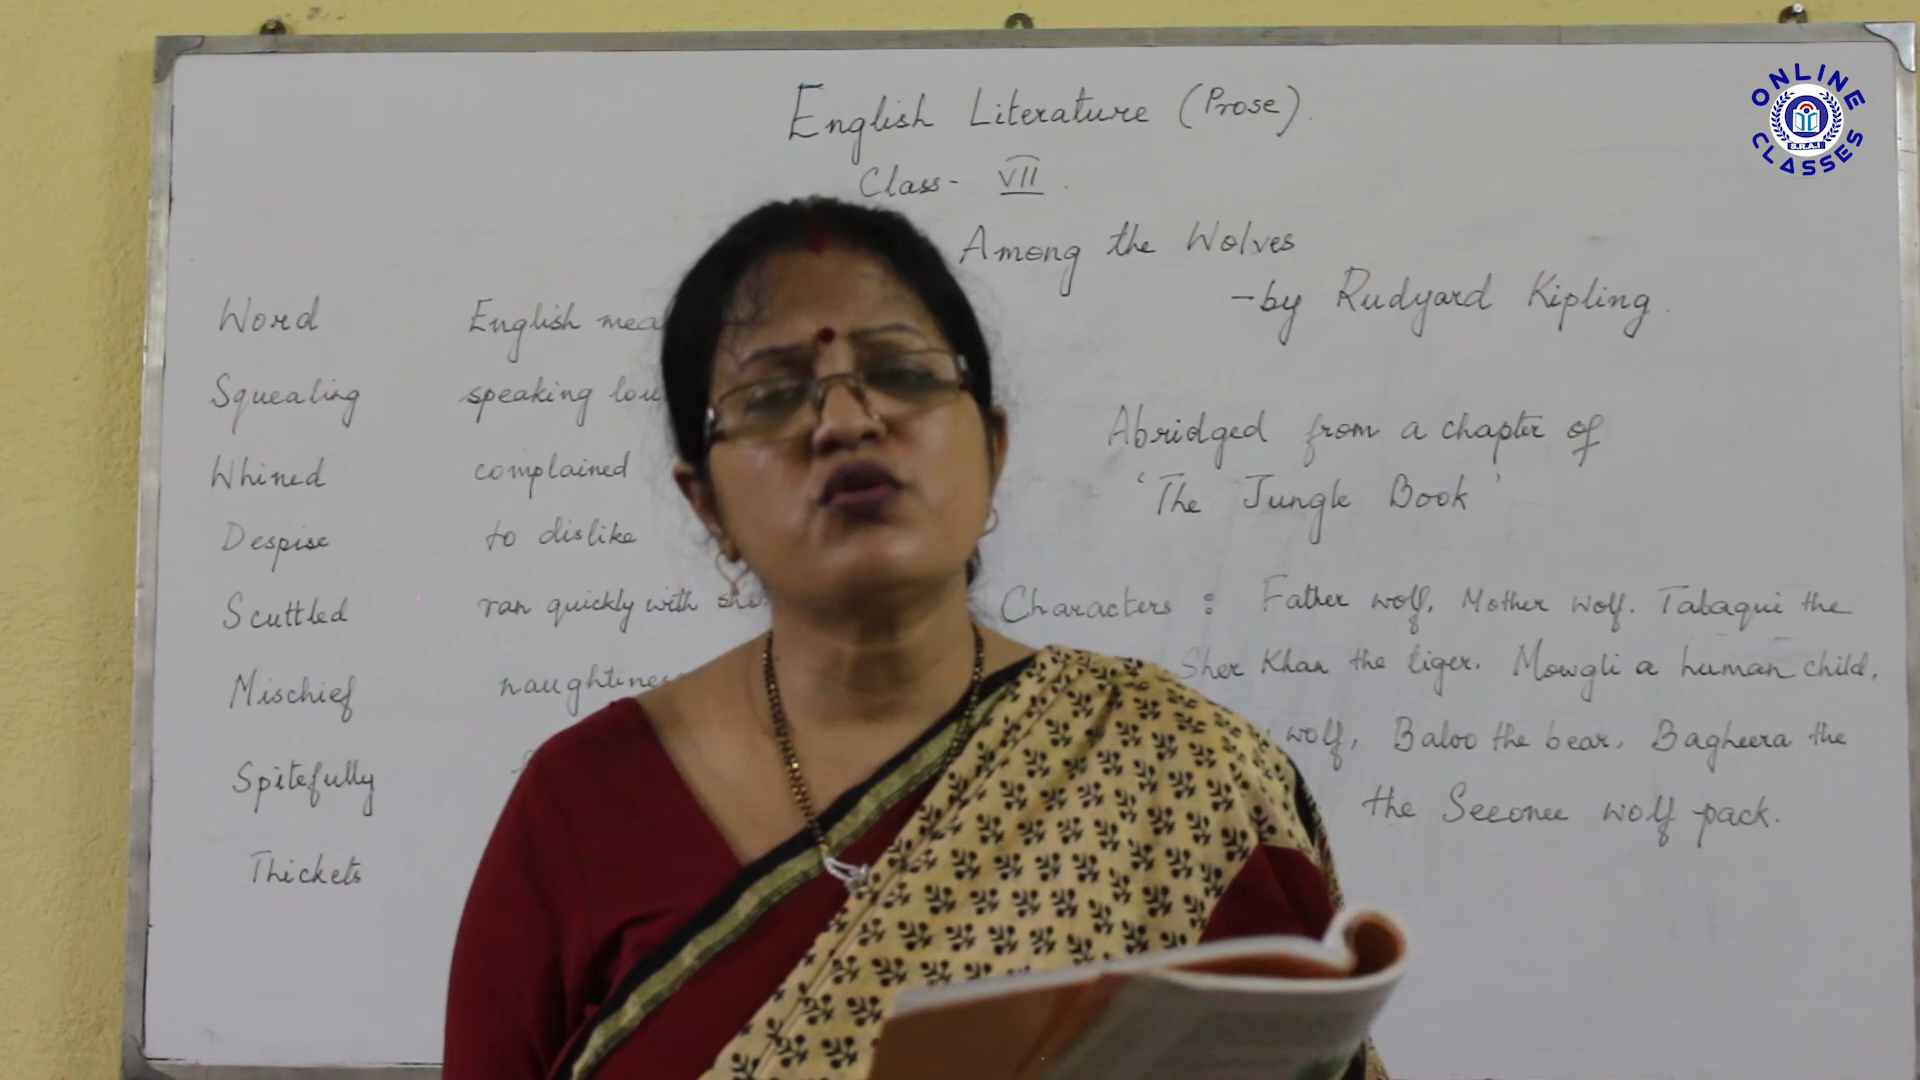 English Literature (Prose).
Class- VII.
Among the Wolves
-by Rudyard Kipling.
Word English
Squealing speaking
Whined complained
Despise to dislike
Scuttled ran quickly with
Mischief
Spitefully
Thickets
Abridged from a chapter of
'The Jungle Book'
Characters : Father wolf, Mother wolf. Tabaqui the
Sher Khan the tiger. Mowgli a human child,
wolf, Baloo the bear, Bagheera the
the Seeonee wolf pack.
ONLINE
CLASSES
S.R.A.I